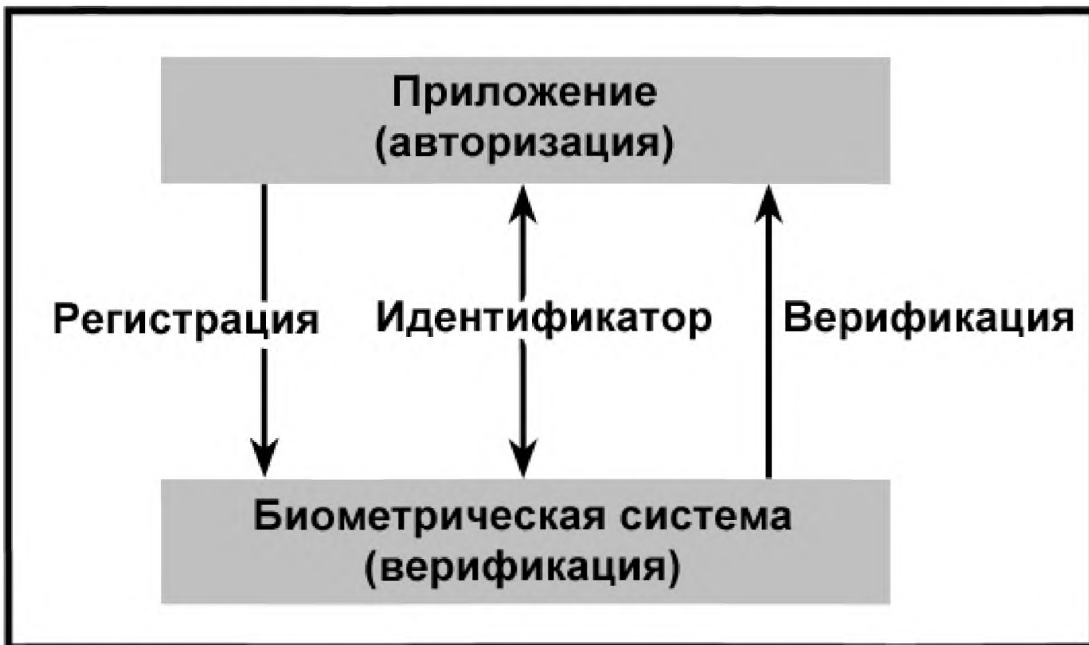 Приложение
(авторизация)
Регистрация
Идентификатор
Верификация
Биометрическая система
(верификация)